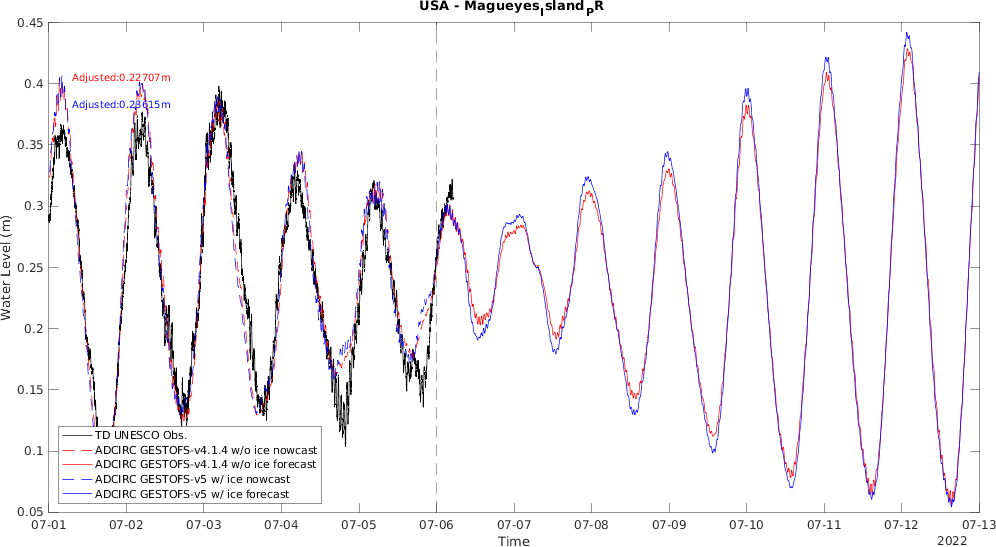 USA - Magueyes_Island _PR
0.45
0.4
0.35
0.3
0.25
0.2
0.15
0.1
0.05
Water Level (m)
Adjusted:0.22707m
Adjusted:0.23615m
TD UNESCO Obs.
ADCIRC GESTOFS-v4.1.4 w/o ice nowcast
ADCIRC GESTOFS-v4.1.4 w/o ice forecast
ADCIRC GESTOFS-v5 w/ ice nowcast
ADCIRC GESTOFS-v5 w/ ice forecast
07-01 07-02 07-03 07-04 07-05 07-06 07-07 07-08 07-09 07-10 07-11 07-12 07-13
Time
2022